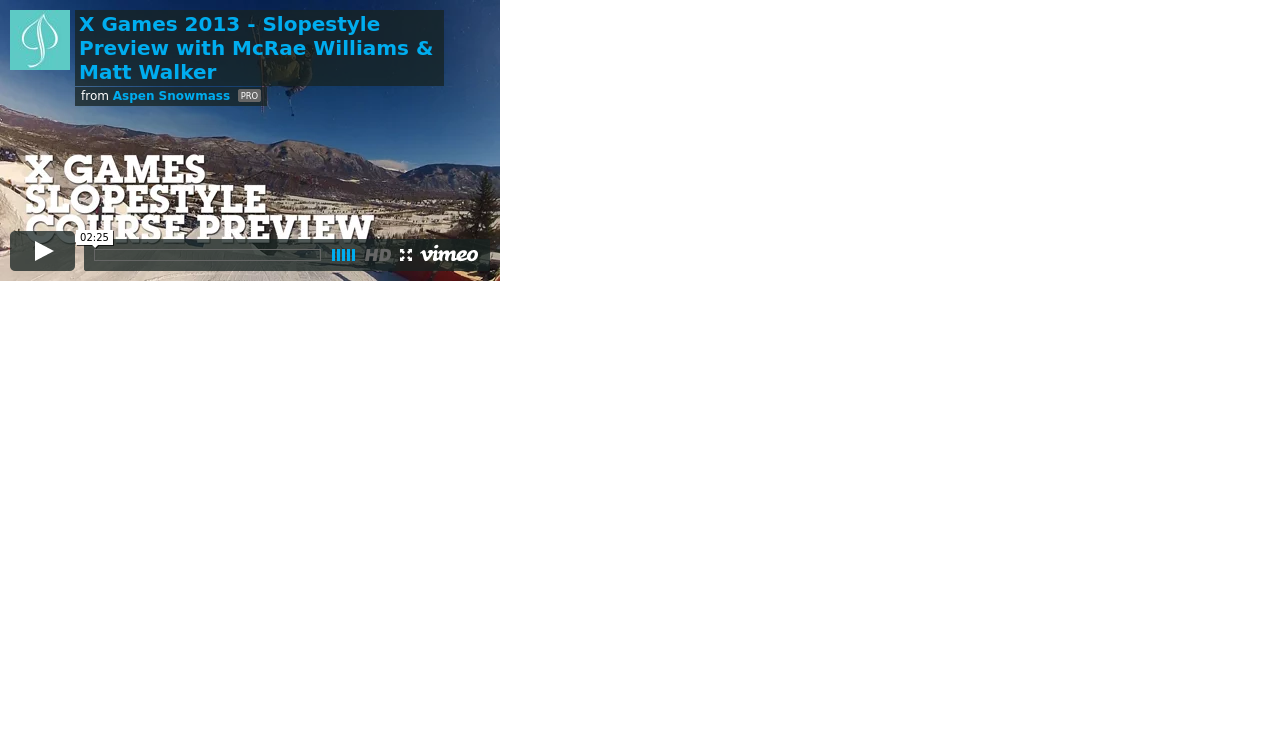 X Games 2013 - Slopestyle
Preview with McRae Williams &
Matt Walker
from Aspen Snowmass PRO
X GAMES
SLOPESTYLE
COURSE PREVIEW
02:25
HD vimeo